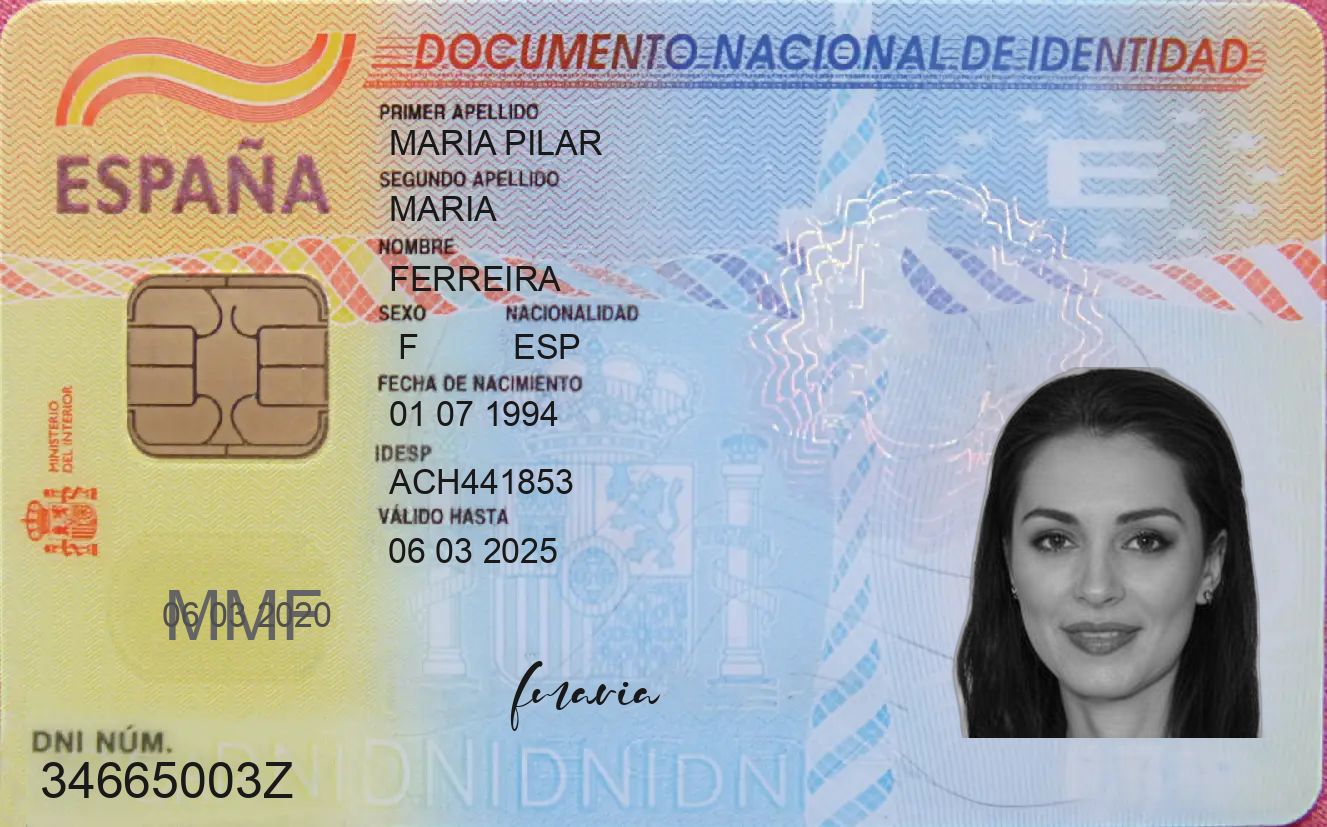 DOCUMENTO NACIONAL DE IDENTIDAD
ESPAÑA
PRIMER APELLIDO
MARIA PILAR
SEGUNDO APELLIDO
MARIA
NOMBRE
FERREIRA
SEXO NACIONALIDAD
F ESP
FECHA DE NACIMIENTO
01 07 1994
IDESP
ACH441853
VÁLIDO HASTA
06 03 2025
MINISTERIO
DEL INTERIOR
E
MMF
06 03 2020
fmaria
DNI NÚM.
34665003Z
DNIDNIDNIDNI